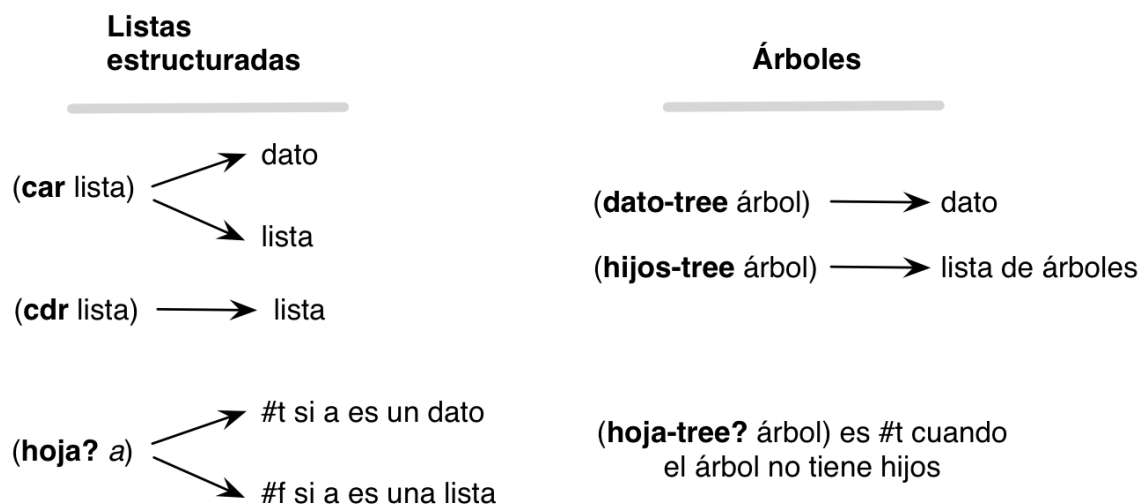 Listas
estructuradas
(car lista)
dato
lista
(cdr lista)
lista
(hoja? a)
#t si a es un dato
#f si a es una lista
Árboles
(dato-tree árbol)
dato
(hijos-tree árbol)
lista de árboles
(hoja-tree? árbol) es #t cuando
el árbol no tiene hijos